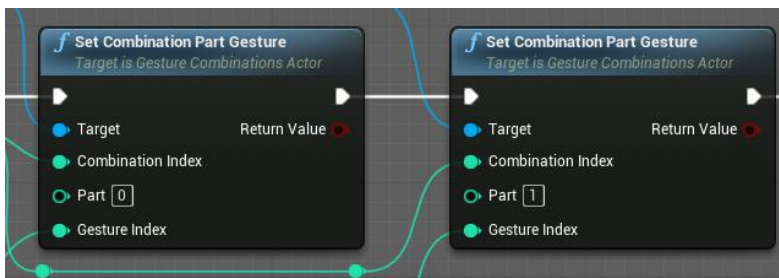 Set Combination Part Gesture
Target is Gesture Combinations Actor
Target Return Value
Combination Index
Part 0
Gesture Index
Set Combination Part Gesture
Target is Gesture Combinations Actor
Target Return Value
Combination Index
Part 1
Gesture Index